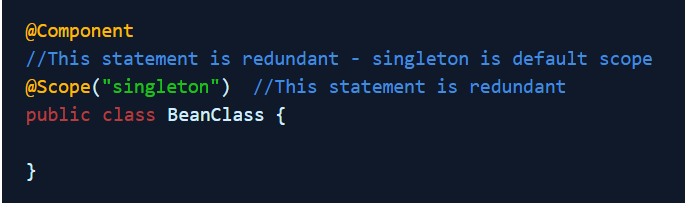 @Component
//This statement is redundant - singleton is default scope
@Scope("singleton")  //This statement is redundant
public class BeanClass {
}